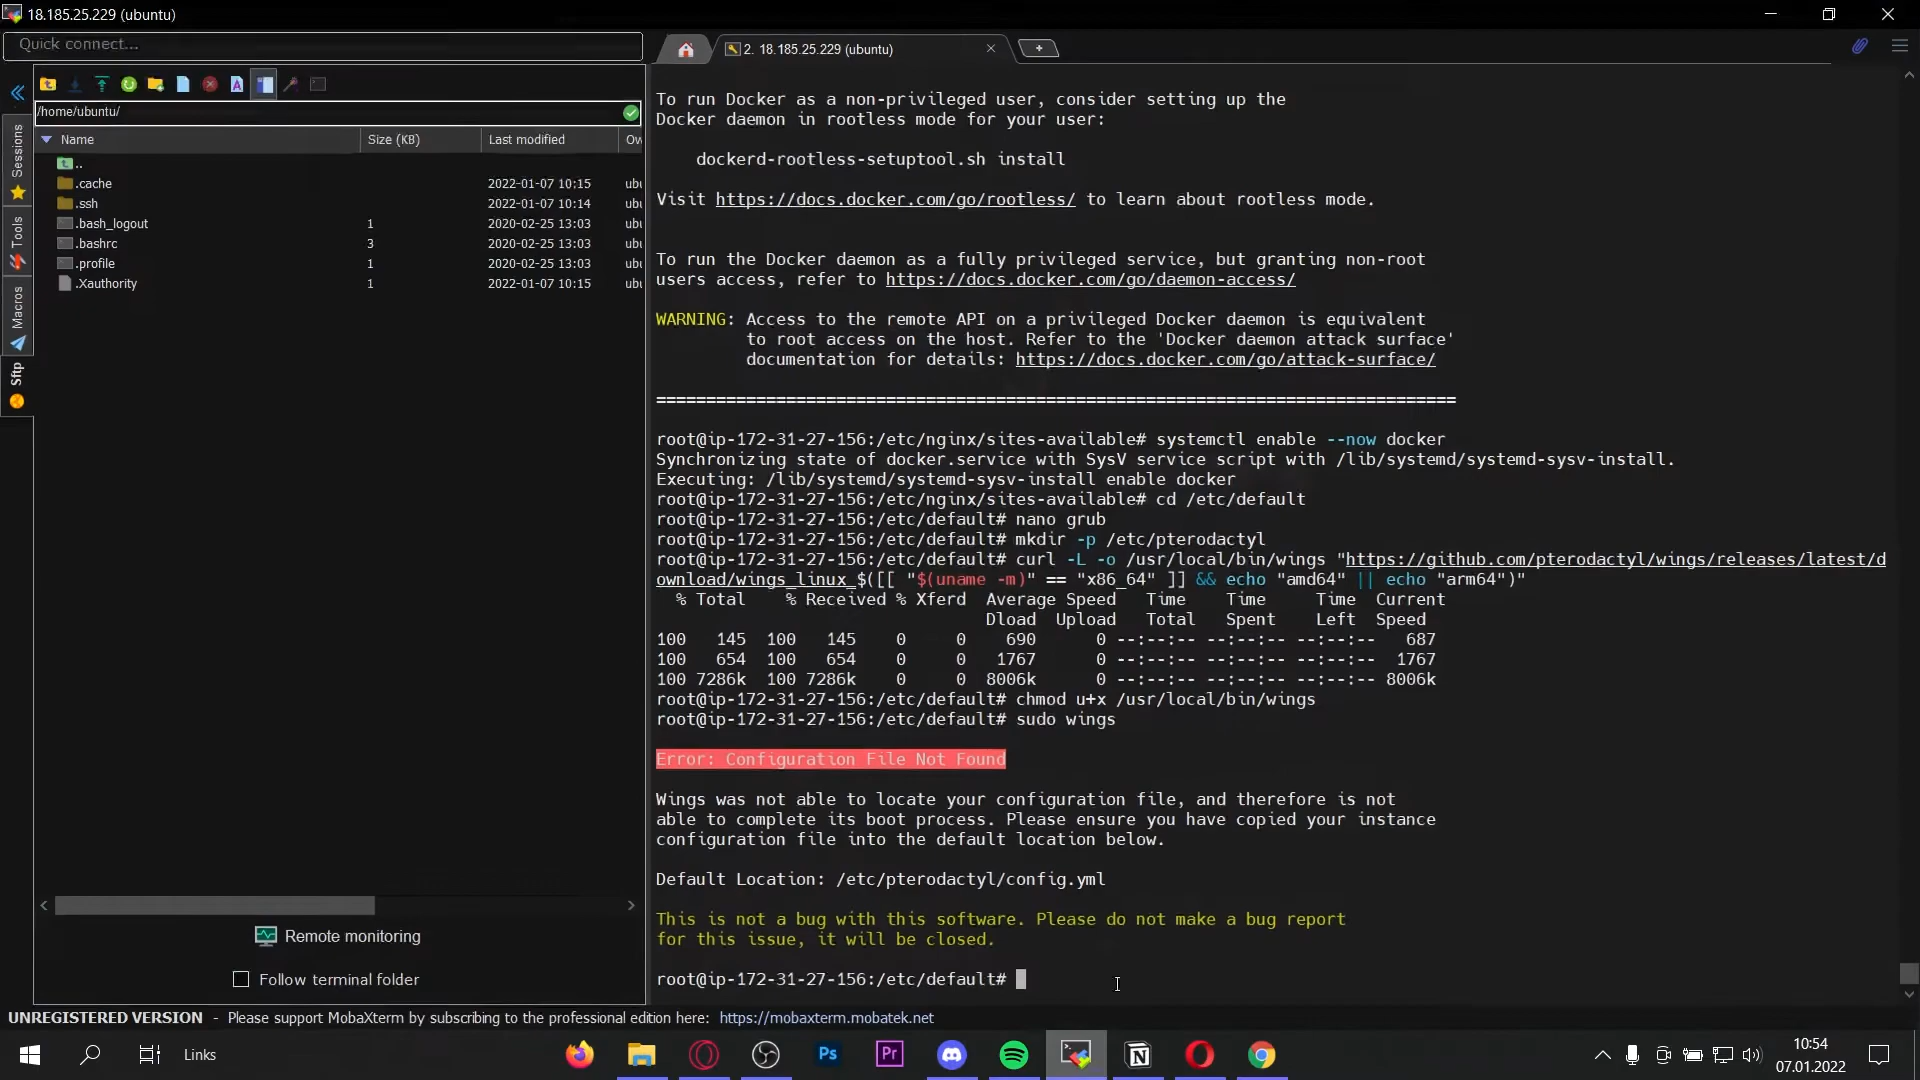 18.185.25.229 (ubuntu)
Quick connect...
2. 18.185.25.229 (ubuntu)
/home/ubuntu/
Name
Size (KB)
Last modified
Ow
..
.cache
2022-01-07 10:15
ubu
.ssh
2022-01-07 10:14
ubu
.bash_logout
1
2020-02-25 13:03
ubu
.bashrc
3
2020-02-25 13:03
ubu
.profile
1
2020-02-25 13:03
ubu
.Xauthority
1
2022-01-07 10:15
ubu
Sessions
Tools
Macros
Sftp
Remote monitoring
Follow terminal folder
To run Docker as a non-privileged user, consider setting up the
Docker daemon in rootless mode for your user:
dockerd-rootless-setuptool.sh install
Visit https://docs.docker.com/go/rootless/ to learn about rootless mode.
To run the Docker daemon as a fully privileged service, but granting non-root
users access, refer to https://docs.docker.com/go/daemon-access/
WARNING: Access to the remote API on a privileged Docker daemon is equivalent
to root access on the host. Refer to the 'Docker daemon attack surface'
documentation for details: https://docs.docker.com/go/attack-surface/
================================================================================
root@ip-172-31-27-156:/etc/nginx/sites-available# systemctl enable --now docker
Synchronizing state of docker.service with SysV service script with /lib/systemd/systemd-sysv-install.
Executing: /lib/systemd/systemd-sysv-install enable docker
root@ip-172-31-27-156:/etc/nginx/sites-available# cd /etc/default
root@ip-172-31-27-156:/etc/default# nano grub
root@ip-172-31-27-156:/etc/default# mkdir -p /etc/pterodactyl
root@ip-172-31-27-156:/etc/default# curl -L -o /usr/local/bin/wings "https://github.com/pterodactyl/wings/releases/latest/d
ownload/wings_linux_$([[ "$(uname -m)" == "x86_64" ]] && echo "amd64" || echo "arm64")"
% Total % Received % Xferd Average Speed Time Time Time Current
Dload Upload Total Spent Left Speed
100 145 100 145 0 0 690 0 --:--:-- --:--:-- --:--:-- 687
100 654 100 654 0 0 1767 0 --:--:-- --:--:-- --:--:-- 1767
100 7286k 100 7286k 0 0 8006k 0 --:--:-- --:--:-- --:--:-- 8006k
root@ip-172-31-27-156:/etc/default# chmod u+x /usr/local/bin/wings
root@ip-172-31-27-156:/etc/default# sudo wings
Error: Configuration File Not Found
Wings was not able to locate your configuration file, and therefore is not
able to complete its boot process. Please ensure you have copied your instance
configuration file into the default location below.
Default Location: /etc/pterodactyl/config.yml
This is not a bug with this software. Please do not make a bug report
for this issue, it will be closed.
root@ip-172-31-27-156:/etc/default#
UNREGISTERED VERSION - Please support MobaXterm by subscribing to the professional edition here: https://mobaxterm.mobatek.net
Links
Ps
Pr
10:54
07.01.2022